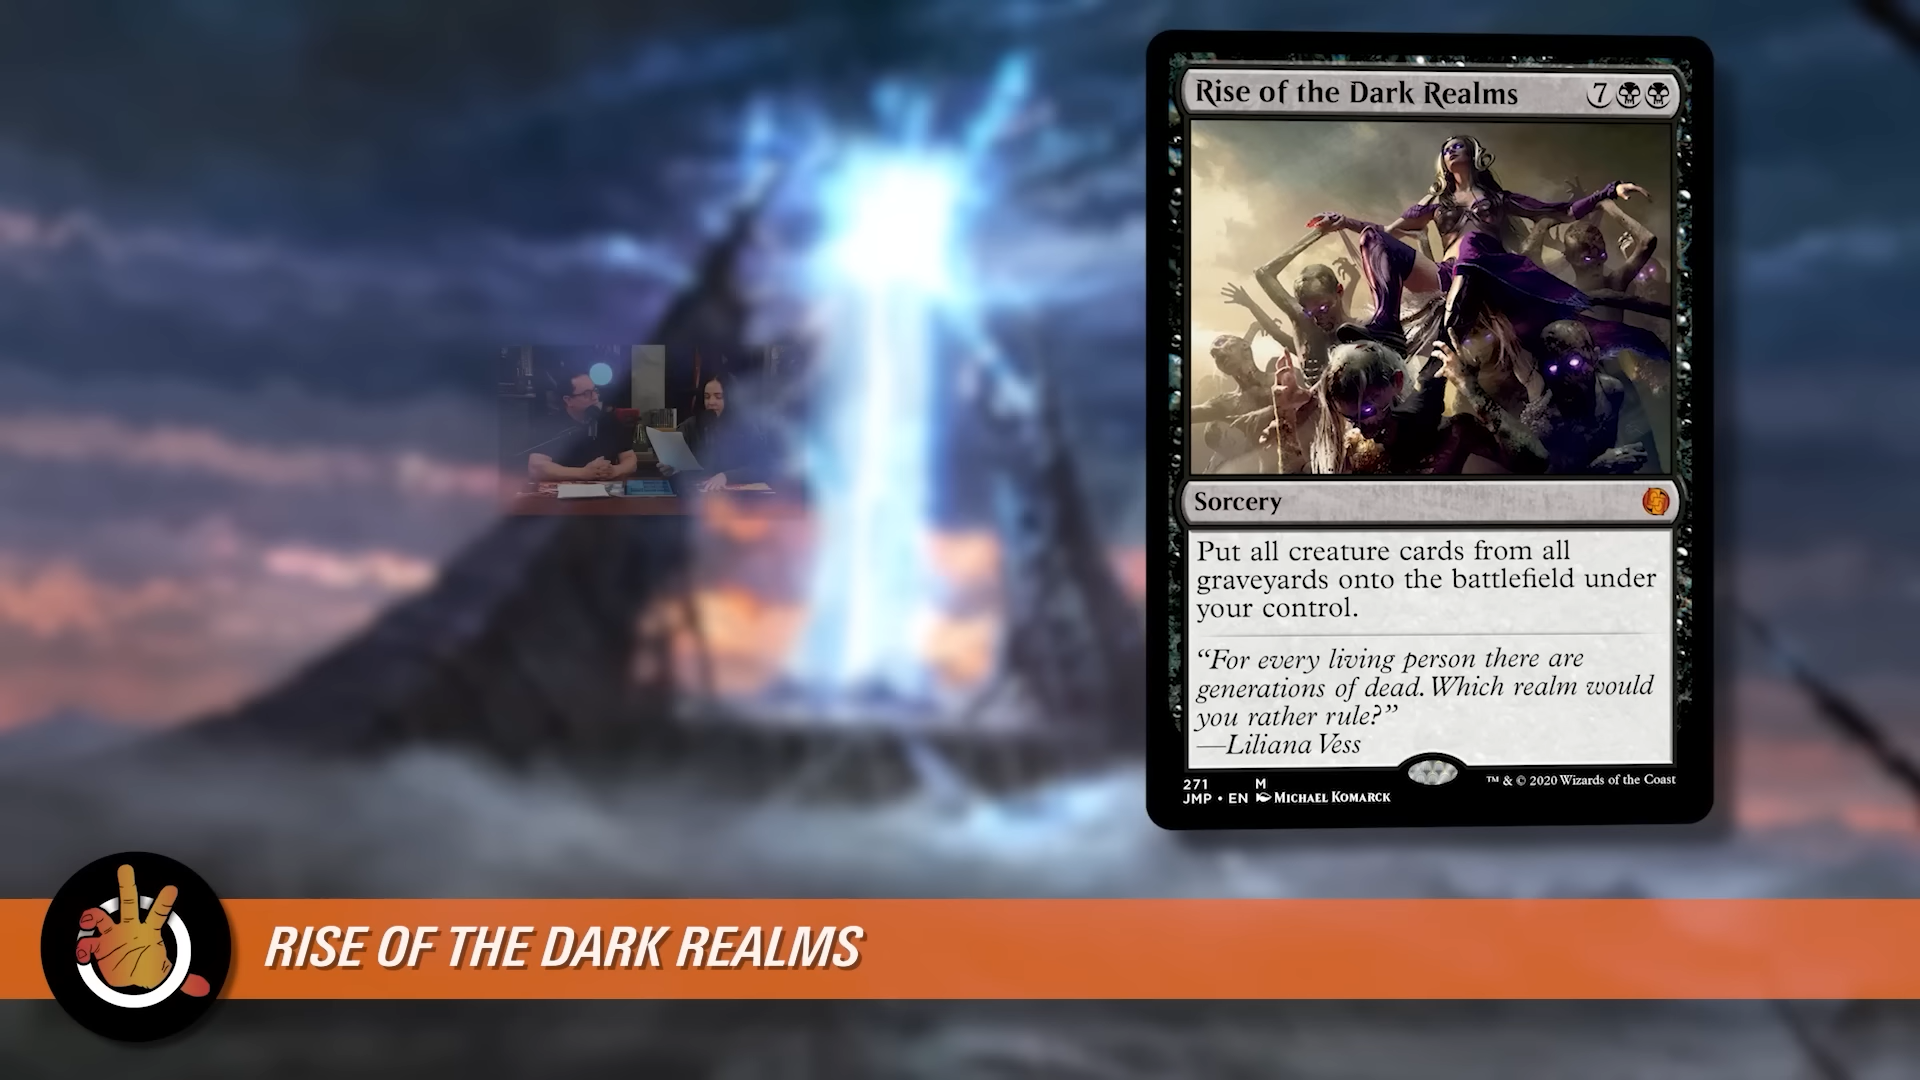 Rise of the Dark Realms 7
Sorcery
Put all creature cards from all
graveyards onto the battlefield under
your control.
“For every living person there are
generations of dead. Which realm would
you rather rule?”
—Liliana Vess
271 M
JMP • EN Michael Komarck
™ & © 2020 Wizards of the Coast
RISE OF THE DARK REALMS